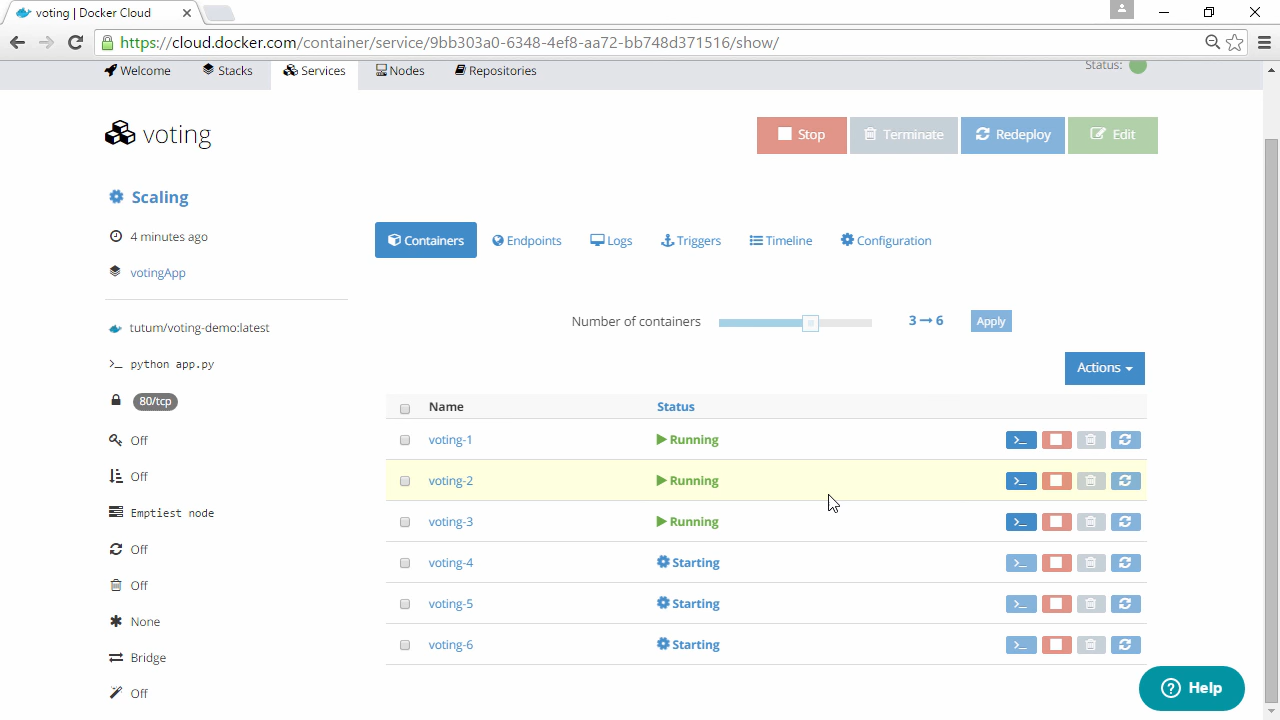 voting | Docker Cloud
https://cloud.docker.com/container/service/9bb303a0-6348-4ef8-aa72-bb748d371516/show/
Welcome Stacks Services Nodes Repositories Status:
voting Stop Terminate Redeploy Edit
Scaling
4 minutes ago
votingApp
tutum/voting-demo:latest
>_ python app.py
80/tcp
Off
Off
Emptiest node
Off
Off
None
Bridge
Off
Containers Endpoints Logs Triggers Timeline Configuration
Number of containers 3 → 6 Apply
Actions
Name Status
voting-1 Running >_
voting-2 Running >_
voting-3 Running >_
voting-4 Starting >_
voting-5 Starting >_
voting-6 Starting >_
? Help